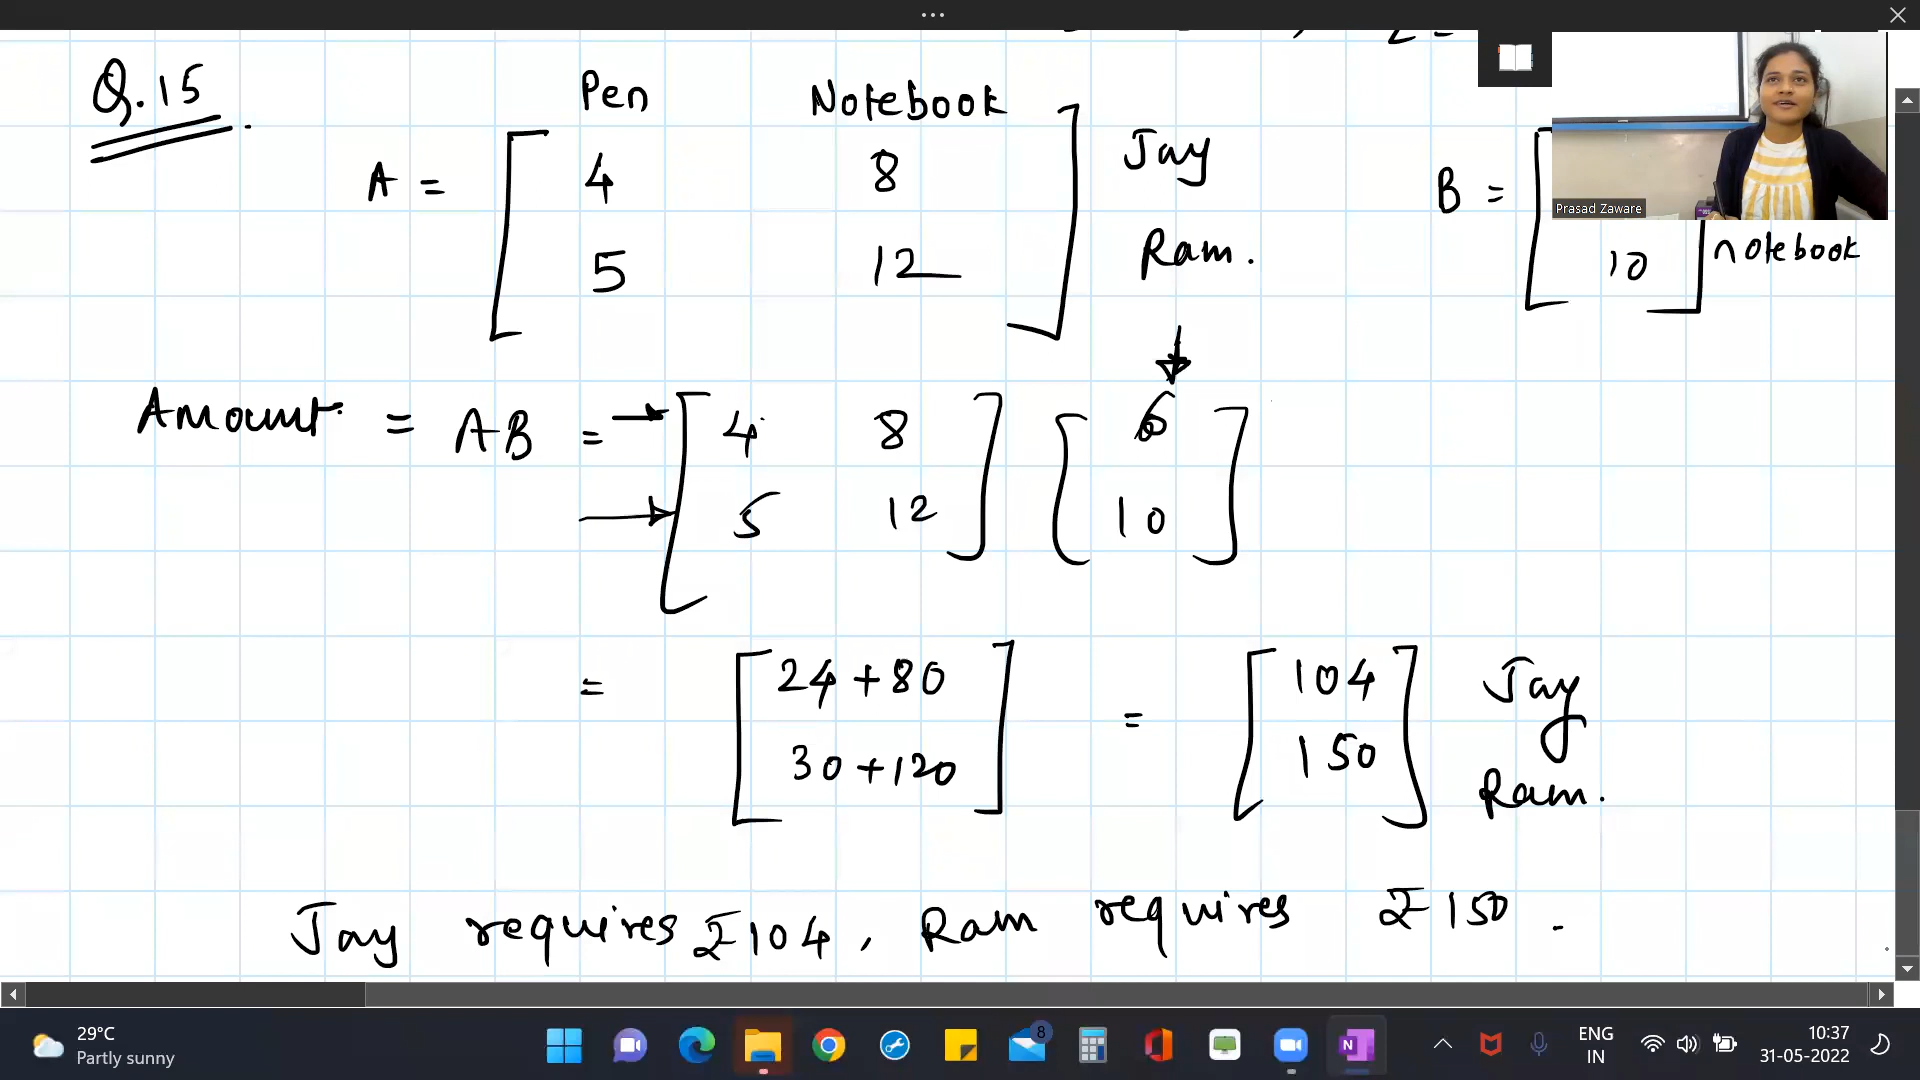 Q.15
Pen Notebook
A = [ 4 8 ] Jay
[ 5 12 ] Ram.
B = [
10 ] notebook
Prasad Zaware
Amount = AB = → [ 4 8 ] [ 6 ]
→ [ 5 12 ] [ 10 ]
= [ 24 + 80 ] = [ 104 ] Jay
[ 30 + 120 ] [ 150 ] Ram.
Jay requires ₹104, Ram requires ₹150.
29°C
Partly sunny
8
N
ENG
IN
10:37
31-05-2022